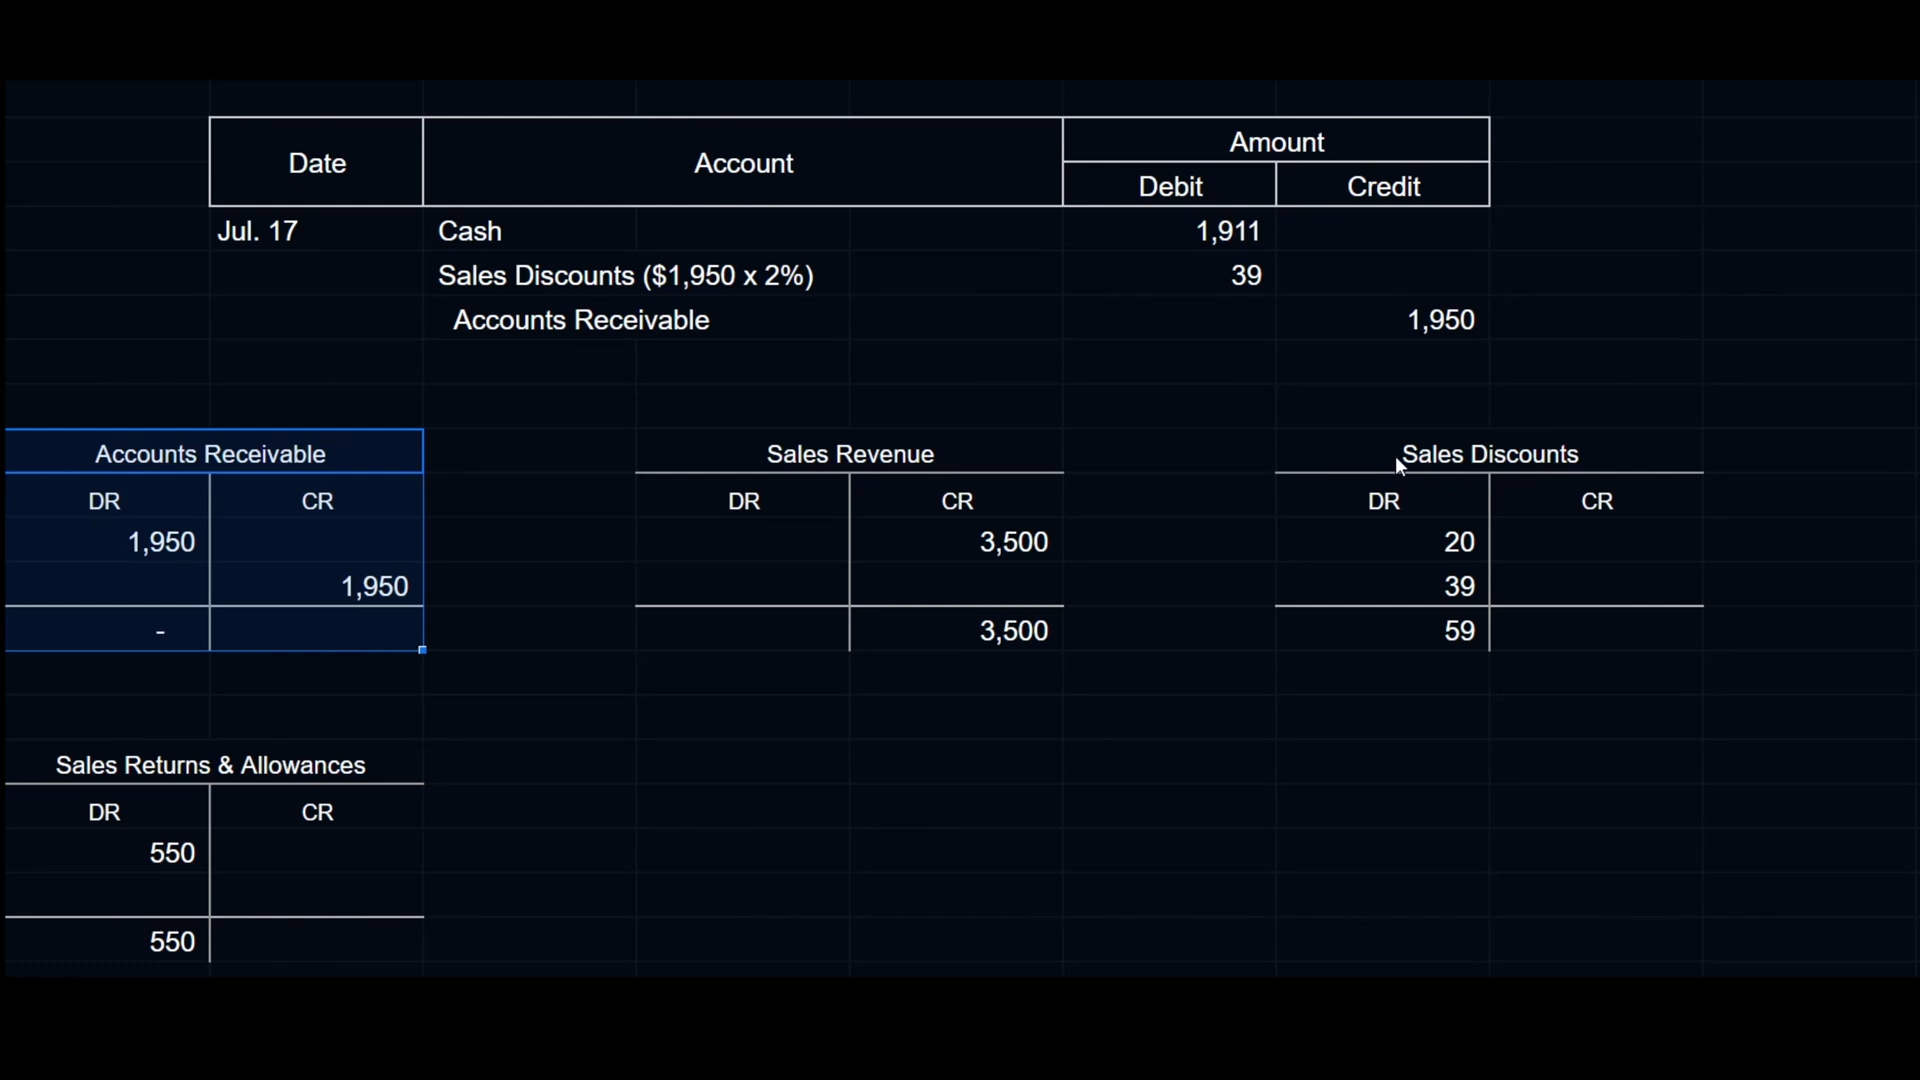 Date Account Amount
Debit Credit
Jul. 17 Cash 1,911
Sales Discounts ($1,950 x 2%) 39
Accounts Receivable 1,950
Accounts Receivable Sales Revenue Sales Discounts
DR CR DR CR DR CR
1,950 3,500 20
1,950 39
- 3,500 59
Sales Returns & Allowances
DR CR
550
550